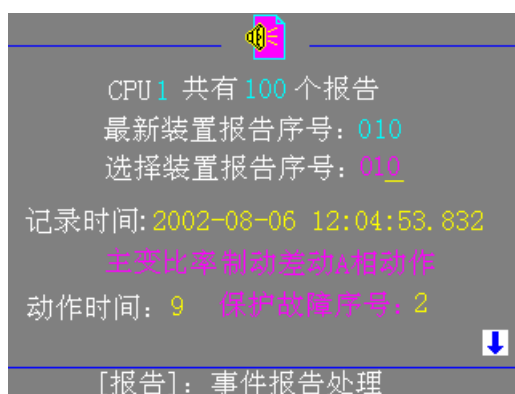 CPU1 共有100个报告
最新装置报告序号：010
选择装置报告序号：010
记录时间:2002-08-06 12:04:53.832
主变比率制动差动A相动作
动作时间：9 保护故障序号：2
[报告]：事件报告处理